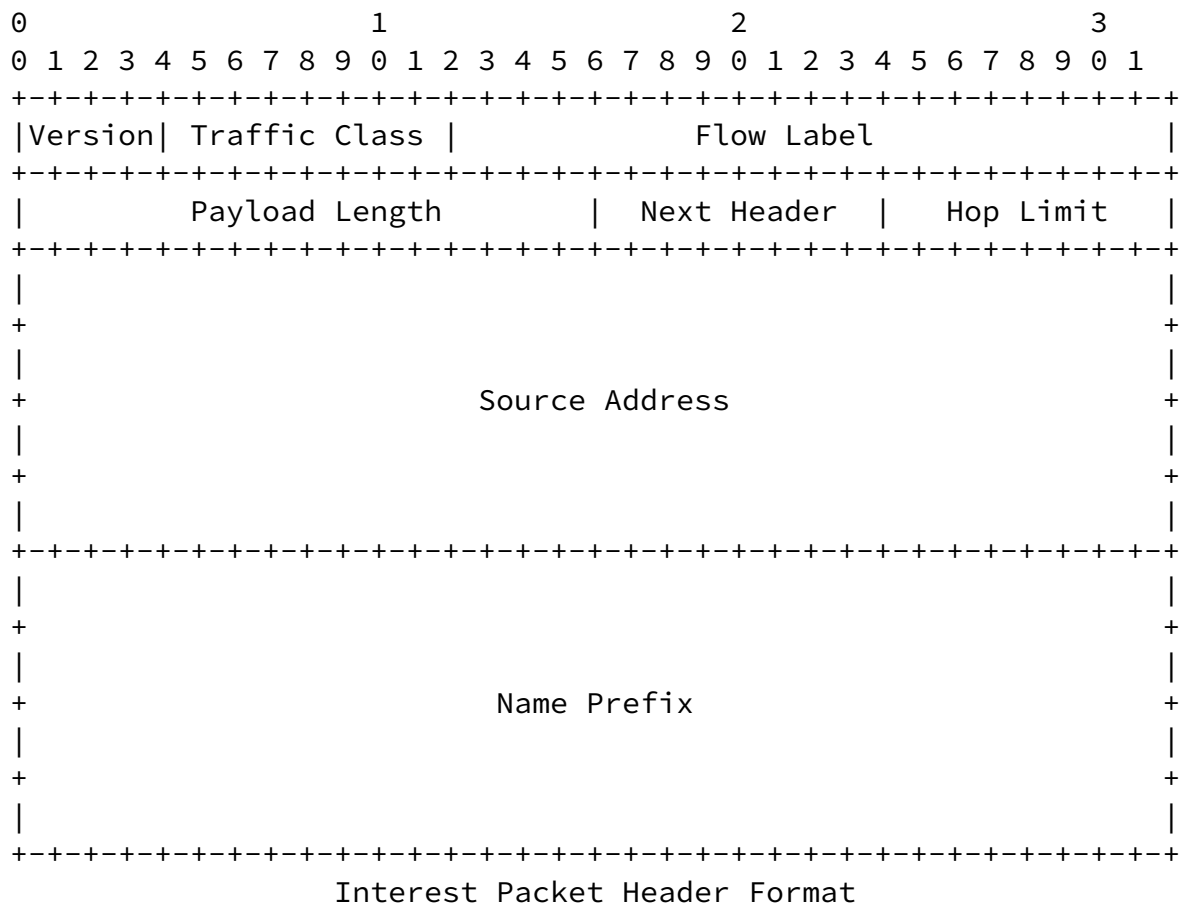 0                   1                   2                   3
0 1 2 3 4 5 6 7 8 9 0 1 2 3 4 5 6 7 8 9 0 1 2 3 4 5 6 7 8 9 0 1
+-+-+-+-+-+-+-+-+-+-+-+-+-+-+-+-+-+-+-+-+-+-+-+-+-+-+-+-+-+-+-+-+
|Version| Traffic Class |             Flow Label                |
+-+-+-+-+-+-+-+-+-+-+-+-+-+-+-+-+-+-+-+-+-+-+-+-+-+-+-+-+-+-+-+-+
|         Payload Length        |  Next Header  |   Hop Limit   |
+-+-+-+-+-+-+-+-+-+-+-+-+-+-+-+-+-+-+-+-+-+-+-+-+-+-+-+-+-+-+-+-+
|                                                               |
+                                                               +
|                                                               |
+                         Source Address                        +
|                                                               |
+                                                               +
|                                                               |
+-+-+-+-+-+-+-+-+-+-+-+-+-+-+-+-+-+-+-+-+-+-+-+-+-+-+-+-+-+-+-+-+
|                                                               |
+                                                               +
|                                                               |
+                          Name Prefix                          +
|                                                               |
+                                                               +
|                                                               |
+-+-+-+-+-+-+-+-+-+-+-+-+-+-+-+-+-+-+-+-+-+-+-+-+-+-+-+-+-+-+-+-+
                 Interest Packet Header Format